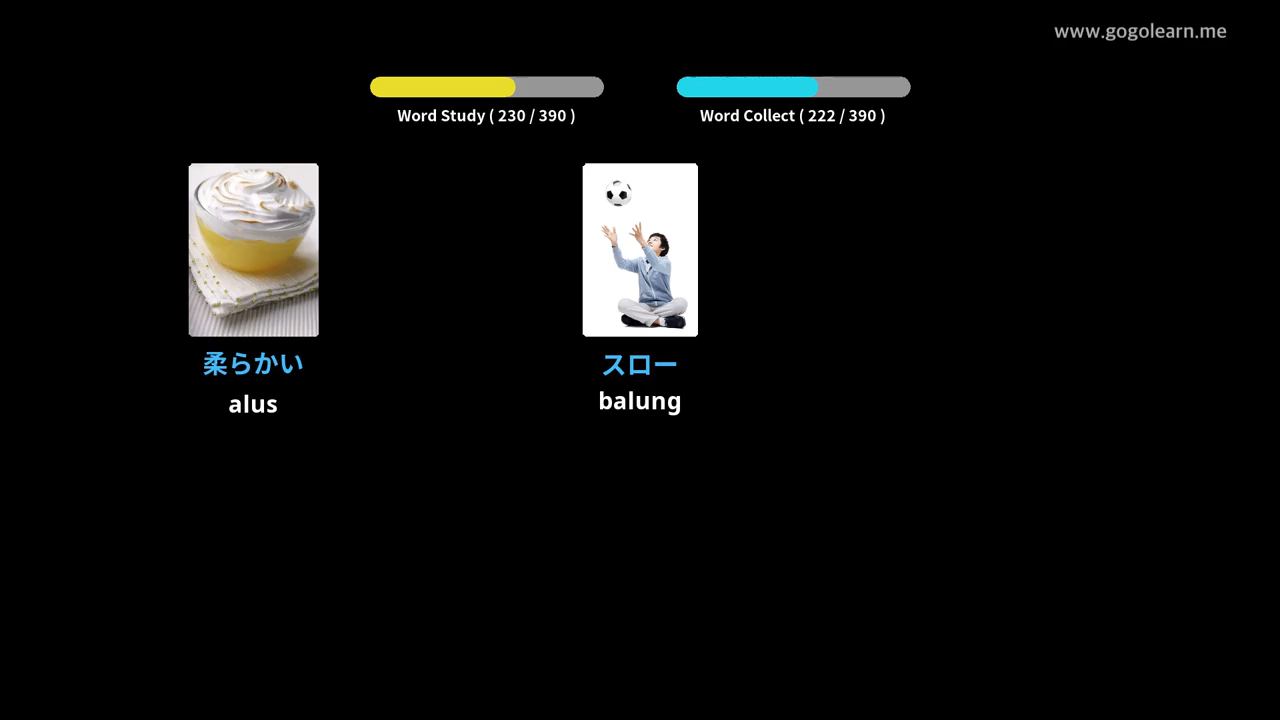 www.gogolearn.me
Word Study ( 230 / 390 )
Word Collect ( 222 / 390 )
柔らかい
alus
スロー
balung